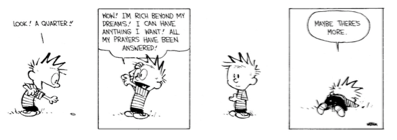 LOOK! A QUARTER!
WOW! I'M RICH BEYOND MY
DREAMS! I CAN HAVE
ANYTHING I WANT! ALL
MY PRAYERS HAVE BEEN
ANSWERED!
MAYBE THERE'S
MORE.